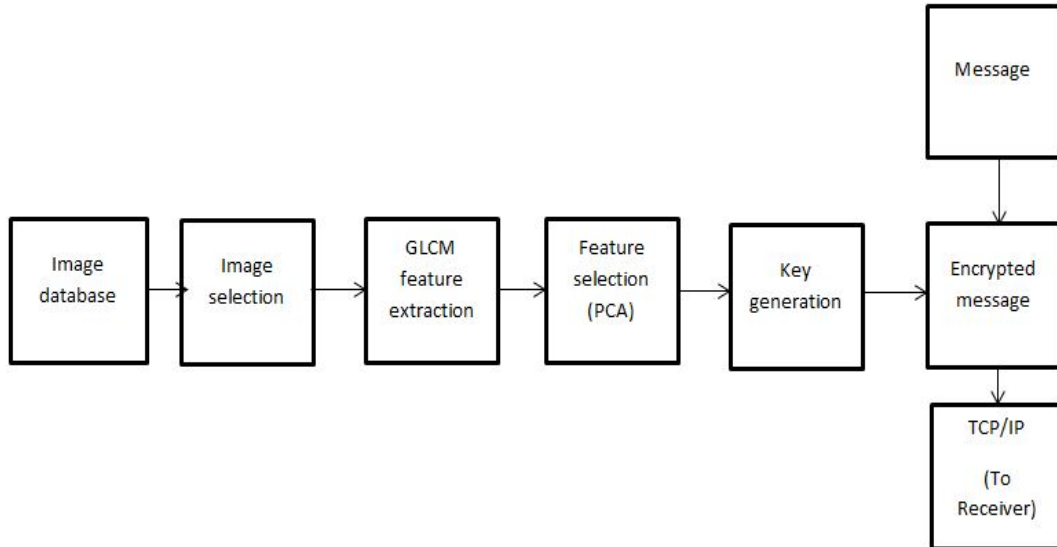 Message
Image
database
Image
selection
GLCM
feature
extraction
Feature
selection
(PCA)
Key
generation
Encrypted
message
TCP/IP
(To
Receiver)